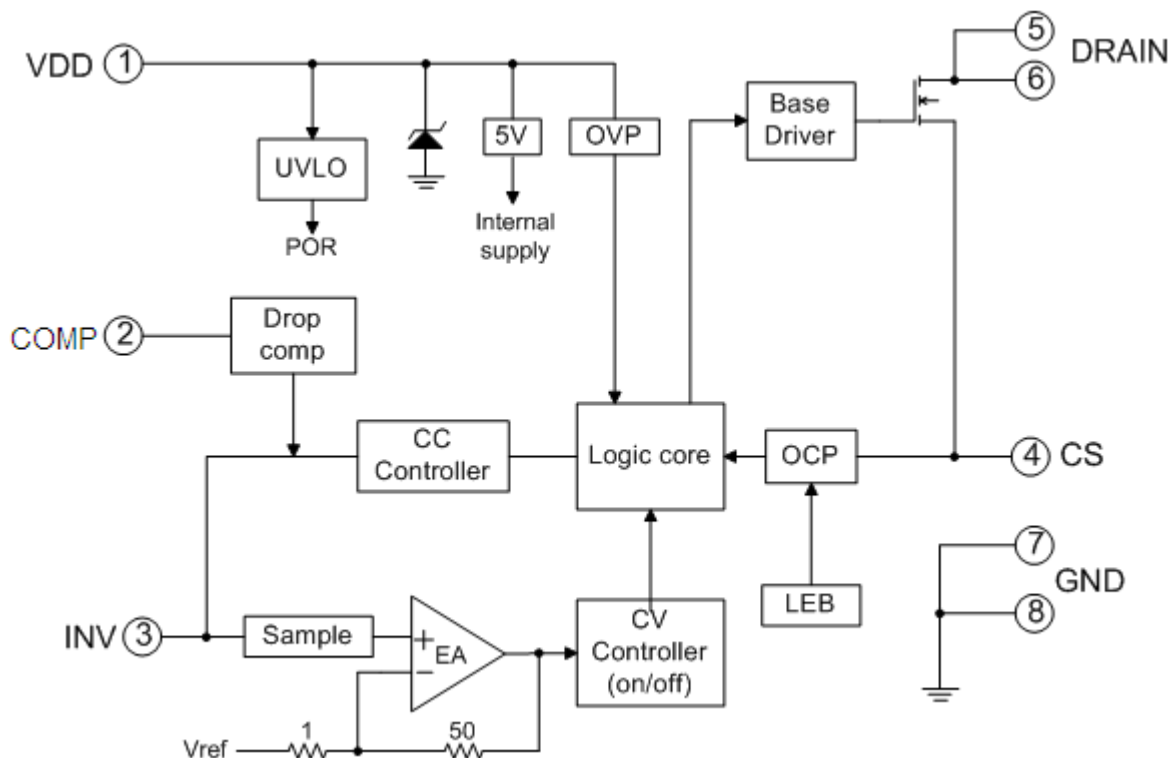 VDD 1
5
DRAIN
6
Base
Driver
5V
OVP
UVLO
Internal
supply
POR
COMP 2
Drop
comp
CC
Controller
Logic core
OCP
4 CS
7
GND
8
LEB
INV 3
Sample
+
EA
−
CV
Controller
(on/off)
Vref
1
50